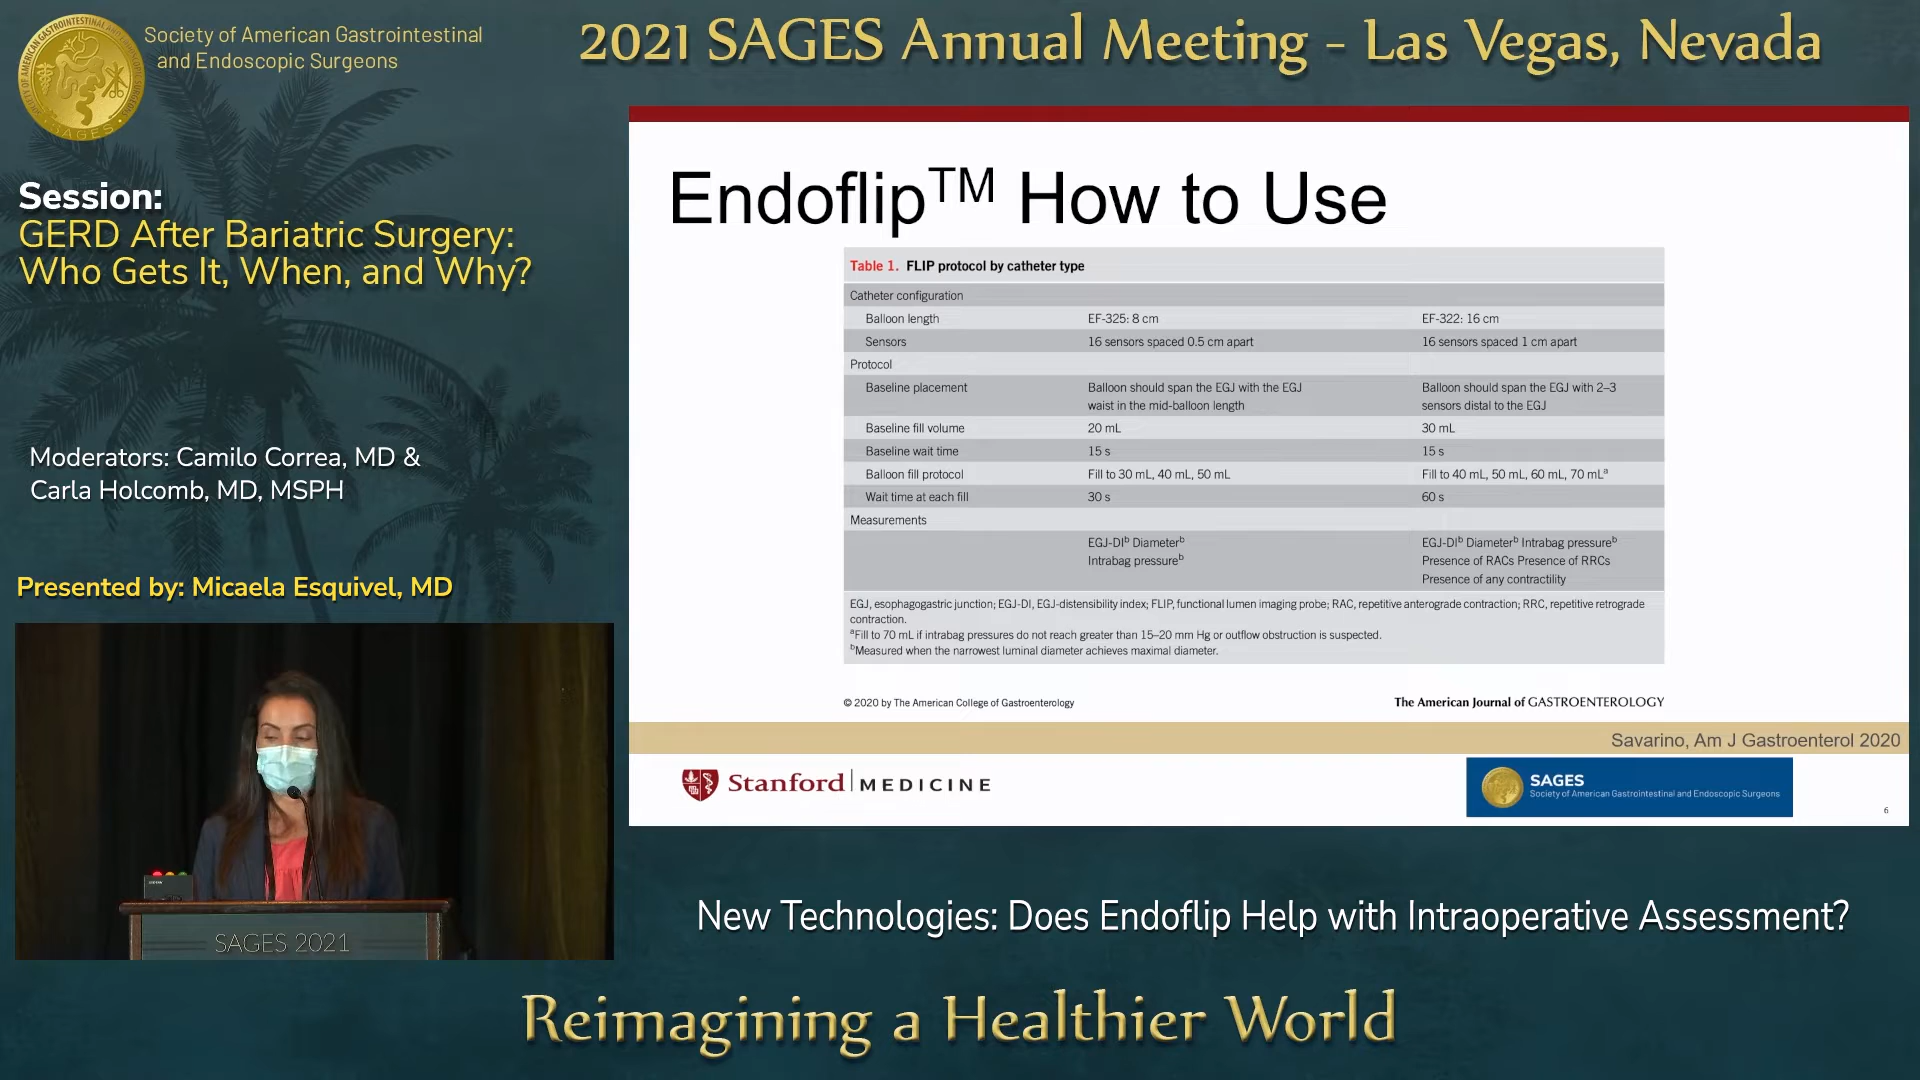 Society of American Gastrointestinal
and Endoscopic Surgeons
2021 SAGES Annual Meeting - Las Vegas, Nevada
SAGES
Session:
GERD After Bariatric Surgery:
Who Gets It, When, and Why?
Moderators: Camilo Correa, MD &
Carla Holcomb, MD, MSPH
Presented by: Micaela Esquivel, MD
SAGES 2021
Endoflip™ How to Use
Table 1. FLIP protocol by catheter type
Catheter configuration
Balloon length EF-325: 8 cm EF-322: 16 cm
Sensors 16 sensors spaced 0.5 cm apart 16 sensors spaced 1 cm apart
Protocol
Baseline placement Balloon should span the EGJ with the EGJ Balloon should span the EGJ with 2–3
waist in the mid-balloon length sensors distal to the EGJ
Baseline fill volume 20 mL 30 mL
Baseline wait time 15 s 15 s
Balloon fill protocol Fill to 30 mL, 40 mL, 50 mL Fill to 40 mL, 50 mL, 60 mL, 70 mLᵃ
Wait time at each fill 30 s 60 s
Measurements
EGJ-DIᵇ Diameterᵇ EGJ-DIᵇ Diameterᵇ Intrabag pressureᵇ
Intrabag pressureᵇ Presence of RACs Presence of RRCs
Presence of any contractility
EGJ, esophagogastric junction; EGJ-DI, EGJ-distensibility index; FLIP, functional lumen imaging probe; RAC, repetitive anterograde contraction; RRC, repetitive retrograde
contraction.
ᵃFill to 70 mL if intrabag pressures do not reach greater than 15–20 mm Hg or outflow obstruction is suspected.
ᵇMeasured when the narrowest luminal diameter achieves maximal diameter.
© 2020 by The American College of Gastroenterology The American Journal of GASTROENTEROLOGY
Savarino, Am J Gastroenterol 2020
Stanford MEDICINE
SAGES
Society of American Gastrointestinal and Endoscopic Surgeons
6
New Technologies: Does Endoflip Help with Intraoperative Assessment?
Reimagining a Healthier World